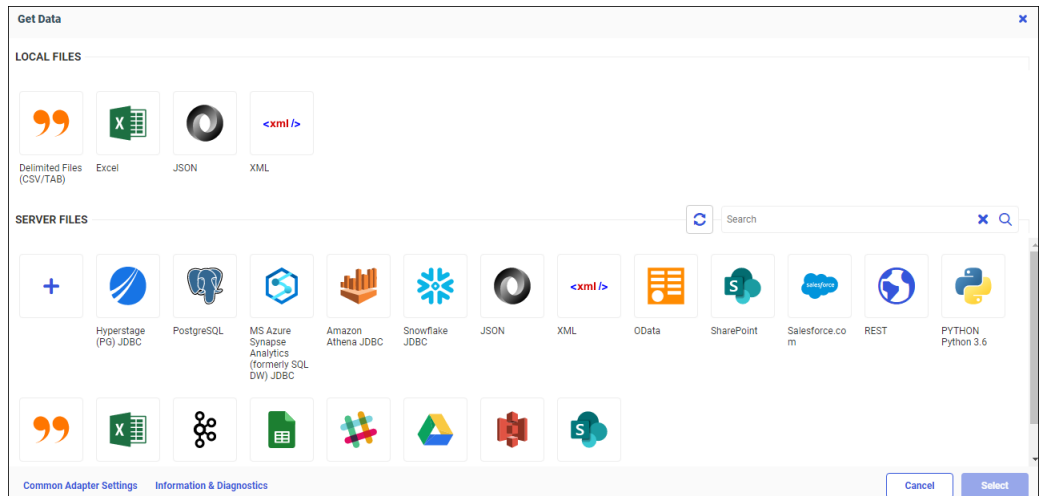 Get Data
LOCAL FILES
<xml />
Delimited Files
(CSV/TAB)
Excel
JSON
XML
SERVER FILES
Search
<xml />
S
salesforce
Hyperstage
(PG) JDBC
PostgreSQL
MS Azure
Synapse
Analytics
(formerly SQL
DW) JDBC
Amazon
Athena JDBC
Snowflake
JDBC
JSON
XML
OData
SharePoint
Salesforce.co
m
REST
PYTHON
Python 3.6
X
S
Common Adapter Settings
Information & Diagnostics
Cancel
Select